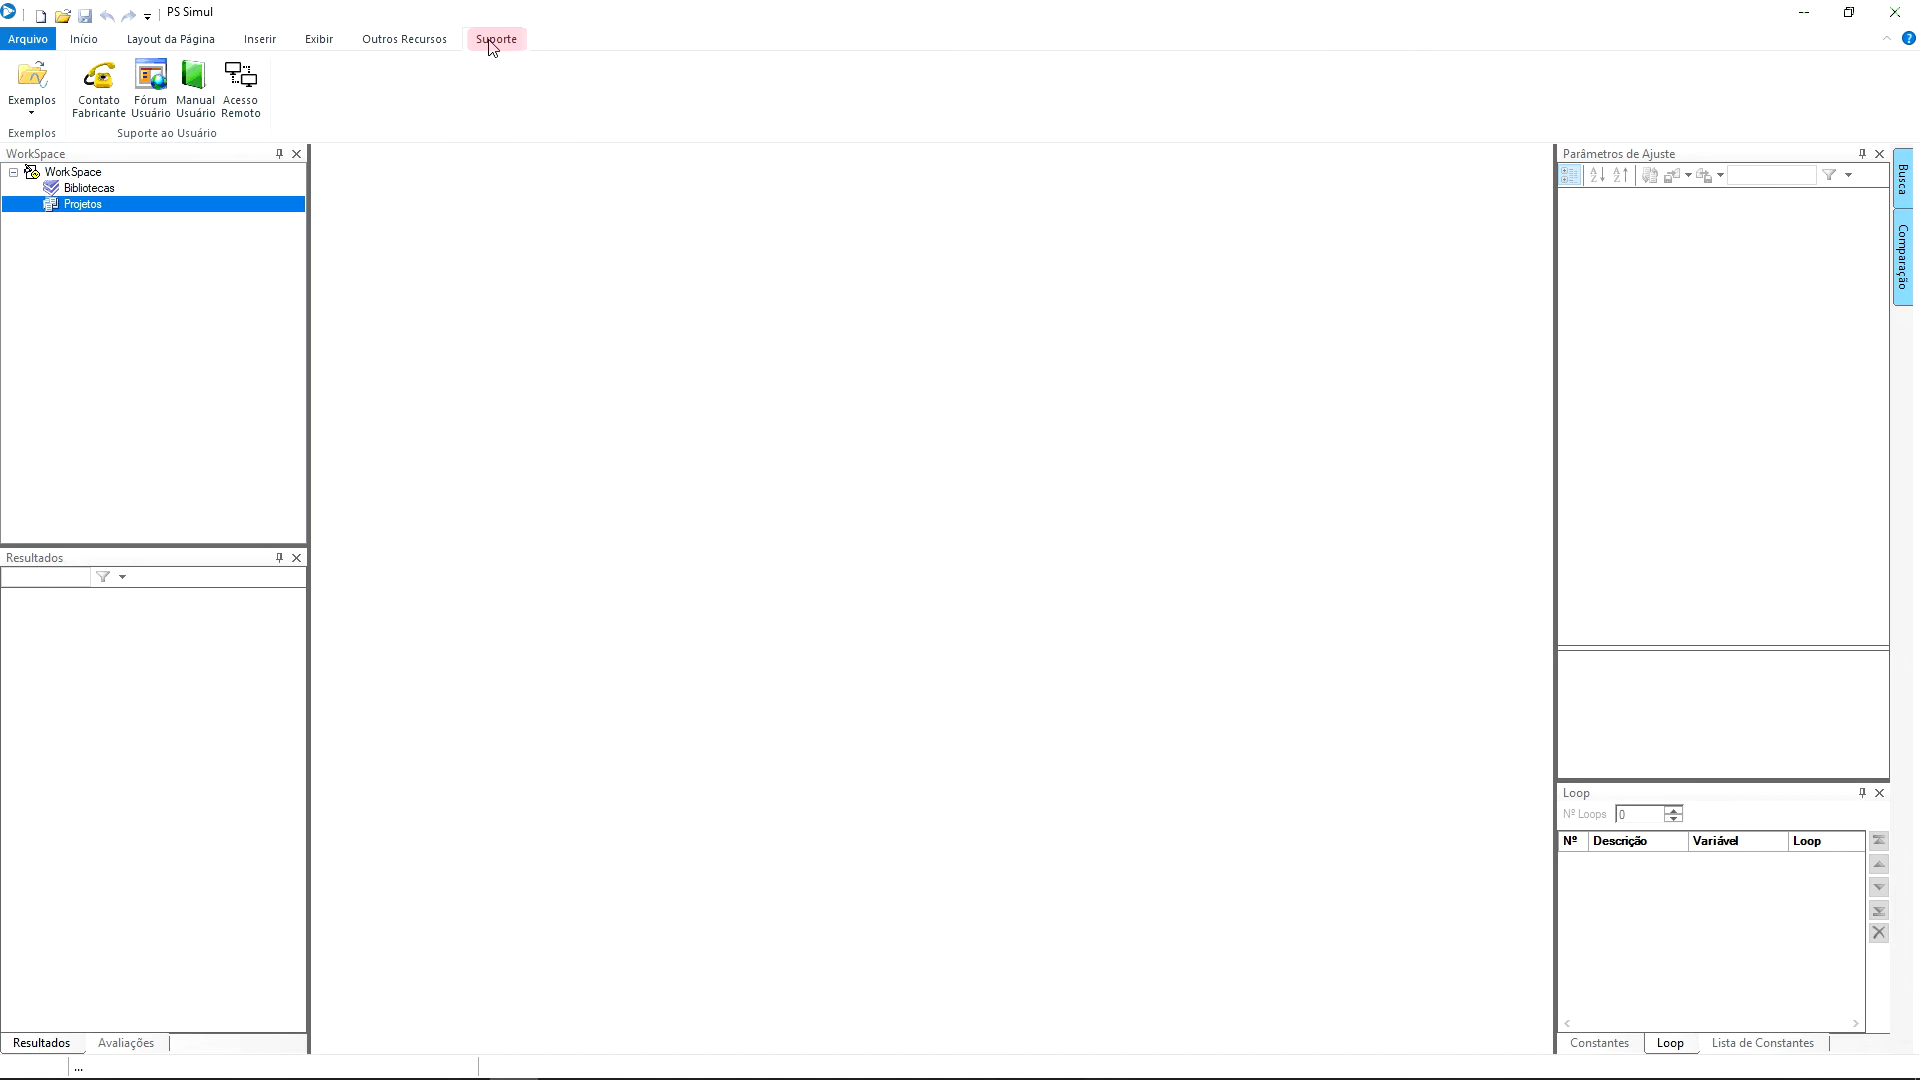 PS Simul
Arquivo Início Layout da Página Inserir Exibir Outros Recursos Suporte
Exemplos
Contato Fabricante
Fórum Usuário
Manual Usuário
Acesso Remoto
Exemplos
Suporte ao Usuário
WorkSpace
WorkSpace
Bibliotecas
Projetos
Resultados
Resultados Avaliações
...
Parâmetros de Ajuste
Busca
Comparação
Loop
Nº Loops 0
Nº Descrição Variável Loop
Constantes Loop Lista de Constantes